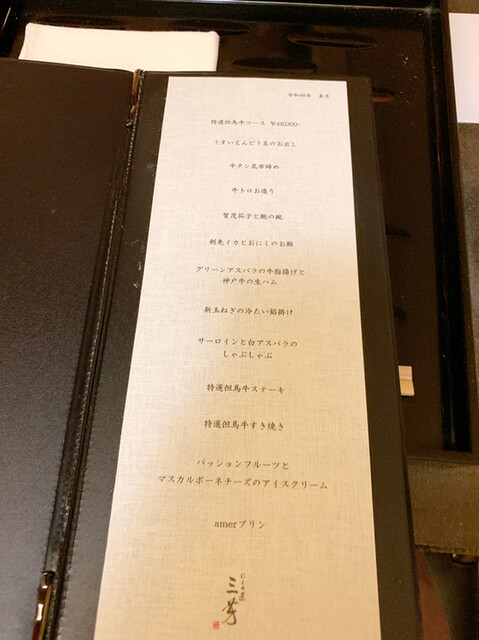 特選但馬牛コース ¥48,000-
うすいえんどう豆のお出し
牛タン昆布締め
牛トロお造り
賀茂茄子と鮑の椀
剣先イカとおにくのお鮨
グリーンアスパラの牛脂揚げと
神戸牛の生ハム
新玉ねぎの冷たい餡掛け
サーロインと白アスパラの
しゃぶしゃぶ
特選但馬牛ステーキ
特選但馬牛すき焼き
パッションフルーツと
マスカルポーネチーズのアイスクリーム
amerプリン
にくの匠
三芳